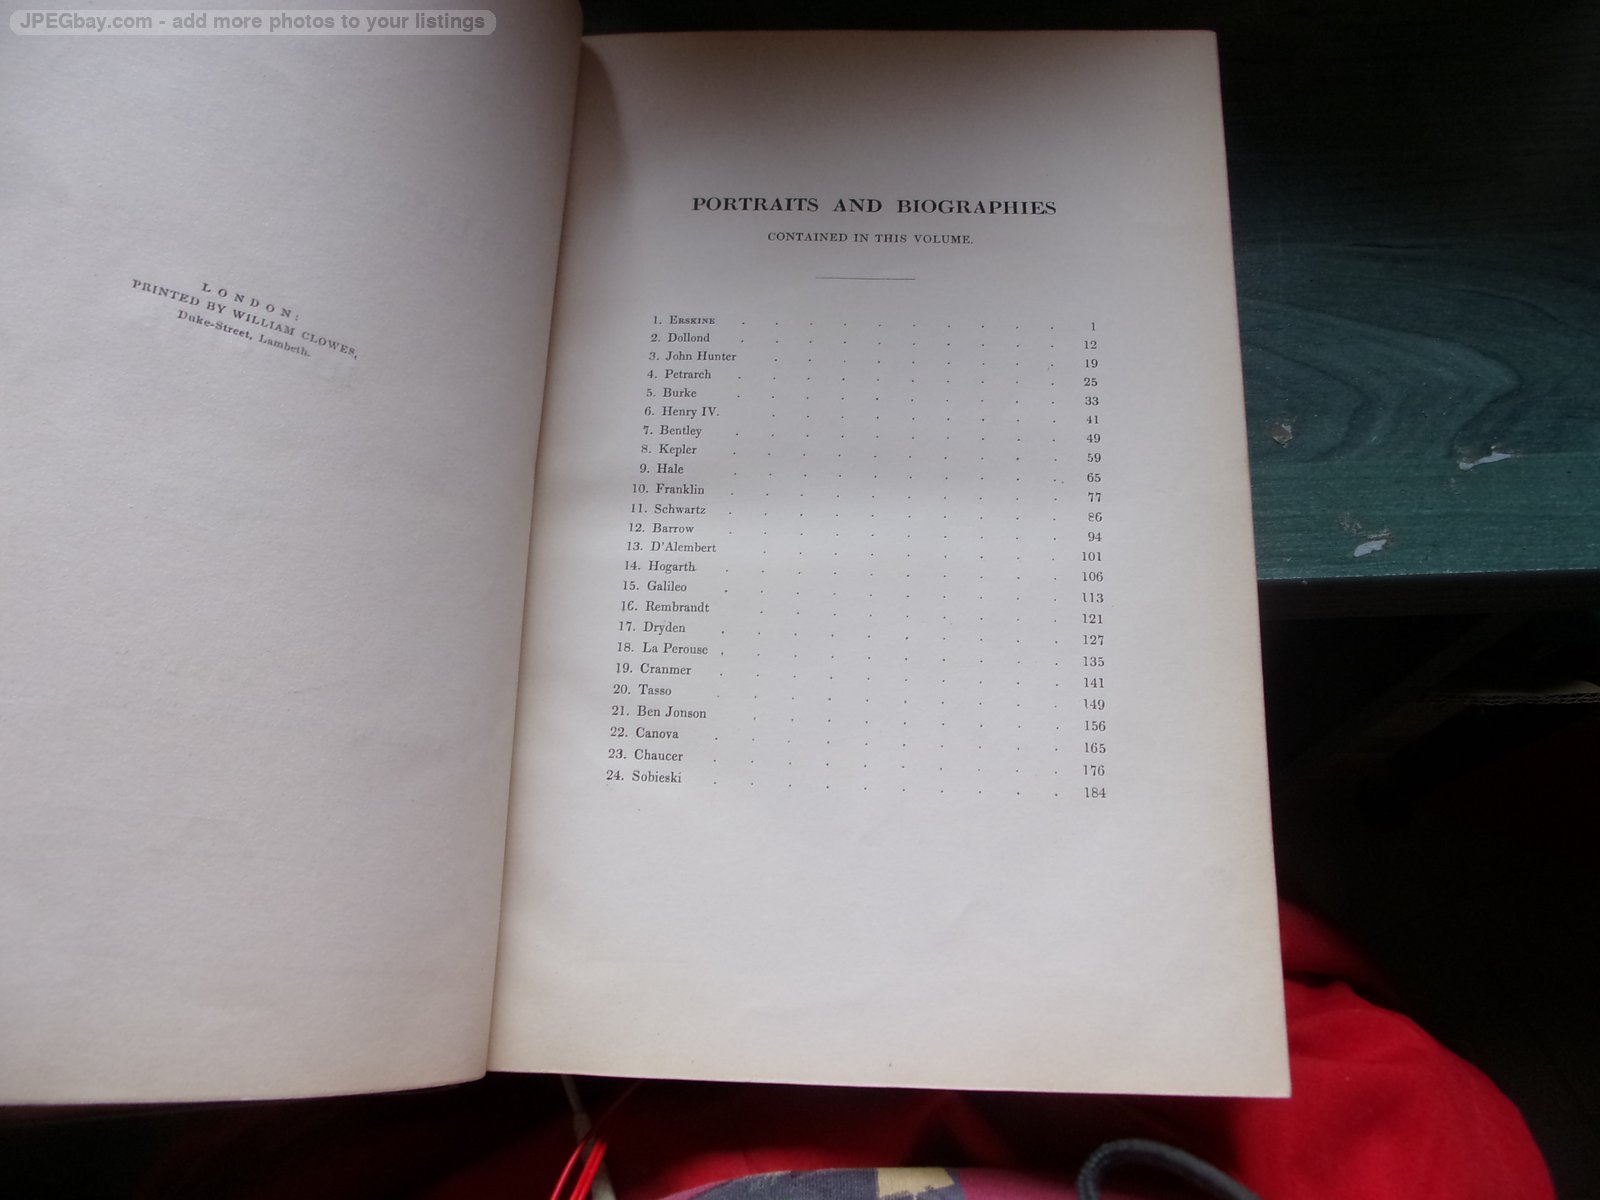 JPEGbay.com - add more photos to your listings
LONDON:
PRINTED BY WILLIAM CLOWES,
Duke-Street, Lambeth.
PORTRAITS AND BIOGRAPHIES
CONTAINED IN THIS VOLUME.
1. ERSKINE . . . . . . . . . . 1
2. Dollond . . . . . . . . . . 12
3. John Hunter . . . . . . . . . 19
4. Petrarch . . . . . . . . . . 25
5. Burke . . . . . . . . . . 33
6. Henry IV. . . . . . . . . . 41
7. Bentley . . . . . . . . . . 49
8. Kepler . . . . . . . . . . 59
9. Hale . . . . . . . . . . 65
10. Franklin . . . . . . . . . . 77
11. Schwartz . . . . . . . . . . 86
12. Barrow . . . . . . . . . . 94
13. D'Alembert . . . . . . . . . 101
14. Hogarth . . . . . . . . . . 106
15. Galileo . . . . . . . . . . 113
16. Rembrandt . . . . . . . . . 121
17. Dryden . . . . . . . . . . 127
18. La Perouse . . . . . . . . . . 135
19. Cranmer . . . . . . . . . . 141
20. Tasso . . . . . . . . . . 149
21. Ben Jonson . . . . . . . . . 156
22. Canova . . . . . . . . . . 165
23. Chaucer . . . . . . . . . . 176
24. Sobieski . . . . . . . . . . 184